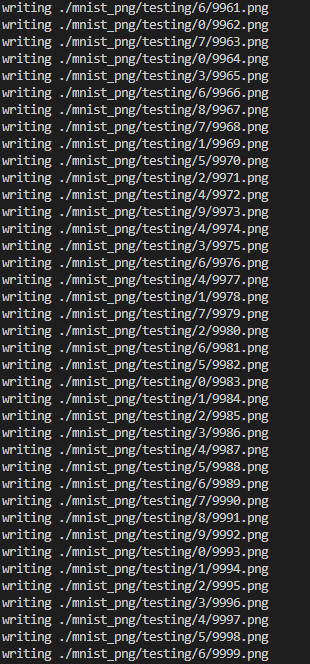 writing ./mnist_png/testing/6/9961.png
writing ./mnist_png/testing/0/9962.png
writing ./mnist_png/testing/7/9963.png
writing ./mnist_png/testing/0/9964.png
writing ./mnist_png/testing/3/9965.png
writing ./mnist_png/testing/6/9966.png
writing ./mnist_png/testing/8/9967.png
writing ./mnist_png/testing/7/9968.png
writing ./mnist_png/testing/1/9969.png
writing ./mnist_png/testing/5/9970.png
writing ./mnist_png/testing/2/9971.png
writing ./mnist_png/testing/4/9972.png
writing ./mnist_png/testing/9/9973.png
writing ./mnist_png/testing/4/9974.png
writing ./mnist_png/testing/3/9975.png
writing ./mnist_png/testing/6/9976.png
writing ./mnist_png/testing/4/9977.png
writing ./mnist_png/testing/1/9978.png
writing ./mnist_png/testing/7/9979.png
writing ./mnist_png/testing/2/9980.png
writing ./mnist_png/testing/6/9981.png
writing ./mnist_png/testing/5/9982.png
writing ./mnist_png/testing/0/9983.png
writing ./mnist_png/testing/1/9984.png
writing ./mnist_png/testing/2/9985.png
writing ./mnist_png/testing/3/9986.png
writing ./mnist_png/testing/4/9987.png
writing ./mnist_png/testing/5/9988.png
writing ./mnist_png/testing/6/9989.png
writing ./mnist_png/testing/7/9990.png
writing ./mnist_png/testing/8/9991.png
writing ./mnist_png/testing/9/9992.png
writing ./mnist_png/testing/0/9993.png
writing ./mnist_png/testing/1/9994.png
writing ./mnist_png/testing/2/9995.png
writing ./mnist_png/testing/3/9996.png
writing ./mnist_png/testing/4/9997.png
writing ./mnist_png/testing/5/9998.png
writing ./mnist_png/testing/6/9999.png